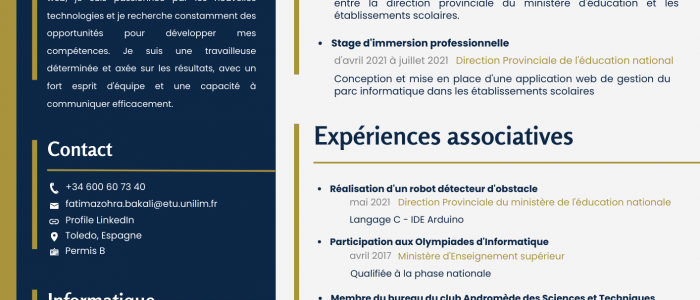 technologies et je recherche constamment des
opportunités pour développer mes
compétences. Je suis une travailleuse
déterminée et axée sur les résultats, avec un
fort esprit d'équipe et une capacité à
communiquer efficacement.
Contact
+34 600 60 73 40
fatimazohra.bakali@etu.unilim.fr
Profile LinkedIn
Toledo, Espagne
Permis B
Informatique
entre la direction provinciale du ministère d'éducation et les
établissements scolaires.
Stage d'immersion professionnelle
d'avril 2021 à juillet 2021 Direction Provinciale de l'éducation national
Conception et mise en place d'une application web de gestion du
parc informatique dans les établissements scolaires
Expériences associatives
Réalisation d'un robot détecteur d'obstacle
mai 2021 Direction Provinciale du ministère de l'éducation nationale
Langage C - IDE Arduino
Participation aux Olympiades d'Informatique
avril 2017 Ministère d'Enseignement supérieur
Qualifiée à la phase nationale
Membre du bureau du club Andromède des Sciences et Techniques